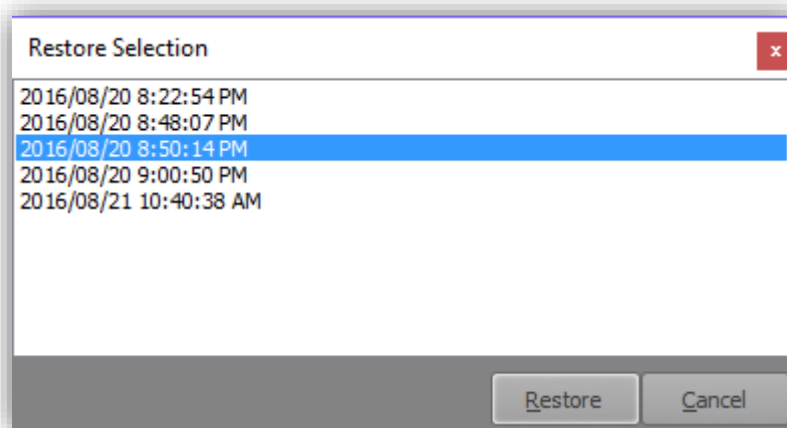 Restore Selection
x
2016/08/20 8:22:54 PM
2016/08/20 8:48:07 PM
2016/08/20 8:50:14 PM
2016/08/20 9:00:50 PM
2016/08/21 10:40:38 AM
Restore Cancel